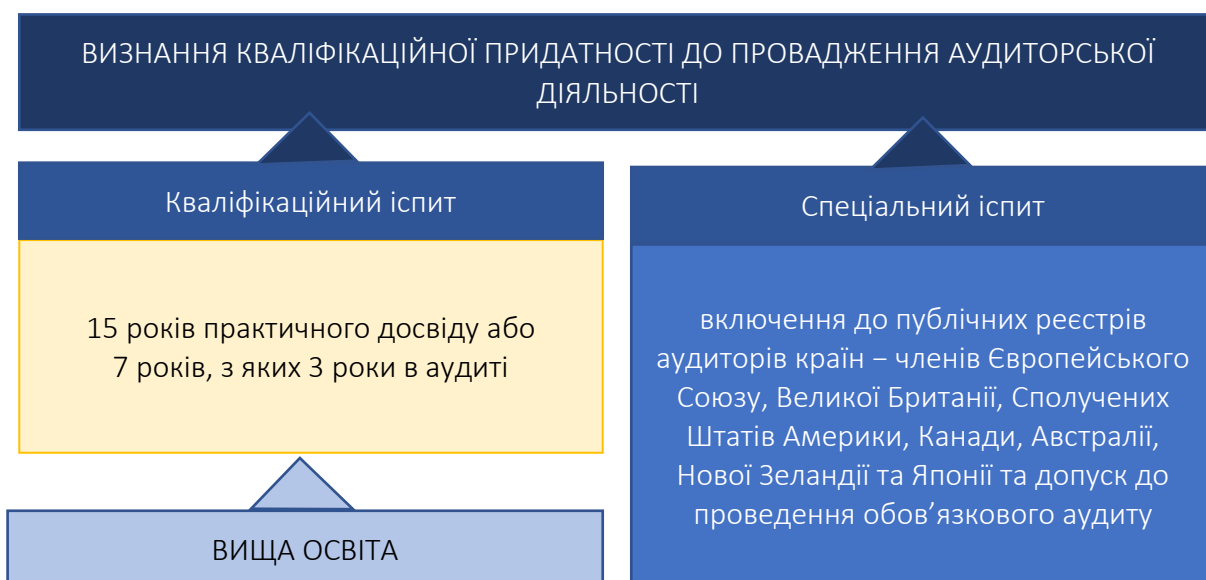 ВИЗНАННЯ КВАЛІФІКАЦІЙНОЇ ПРИДАТНОСТІ ДО ПРОВАДЖЕННЯ АУДИТОРСЬКОЇ
ДІЯЛЬНОСТІ
Кваліфікаційний іспит
15 років практичного досвіду або
7 років, з яких 3 роки в аудиті
ВИЩА ОСВІТА
Спеціальний іспит
включення до публічних реєстрів
аудиторів країн – членів Європейського
Союзу, Великої Британії, Сполучених
Штатів Америки, Канади, Австралії,
Нової Зеландії та Японії та допуск до
проведення обов’язкового аудиту